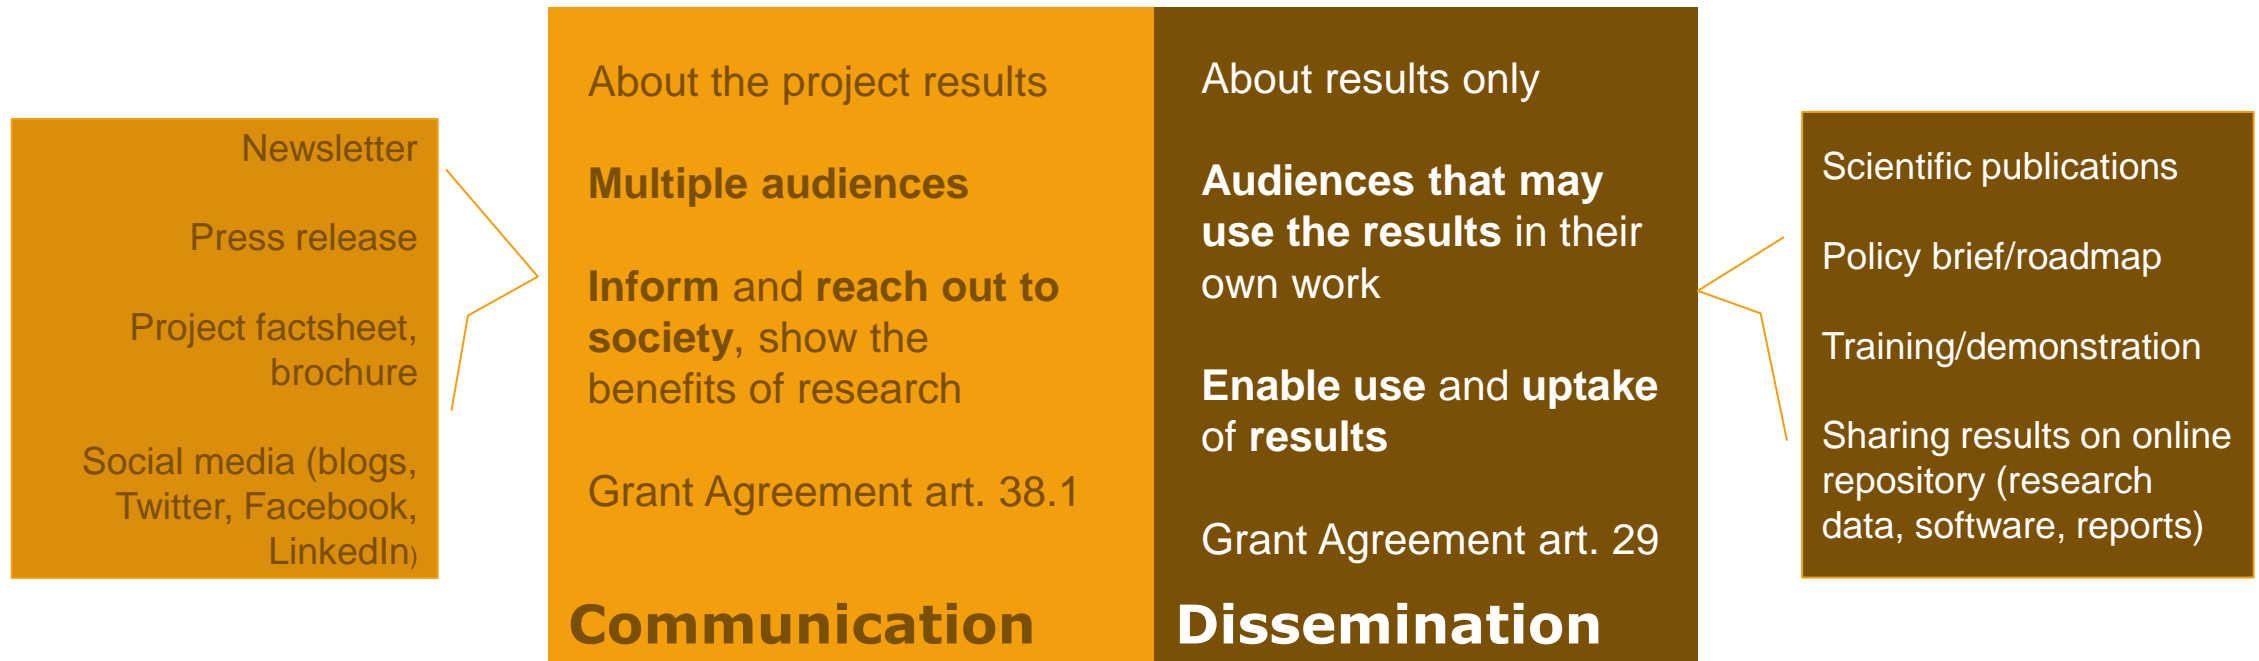 Newsletter
Press release
Project factsheet,
brochure
Social media (blogs,
Twitter, Facebook,
LinkedIn)
About the project results
Multiple audiences
Inform and reach out to
society, show the
benefits of research
Grant Agreement art. 38.1
Communication
About results only
Audiences that may
use the results in their
own work
Enable use and uptake
of results
Grant Agreement art. 29
Dissemination
Scientific publications
Policy brief/roadmap
Training/demonstration
Sharing results on online
repository (research
data, software, reports)